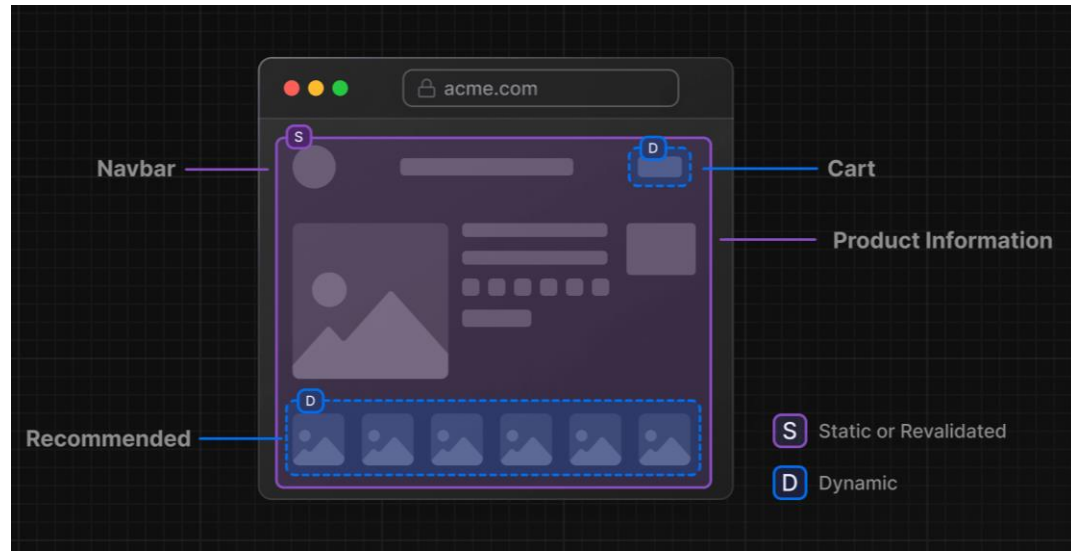 acme.com
S
Navbar
D
Cart
Product Information
D
Recommended
S Static or Revalidated
D Dynamic